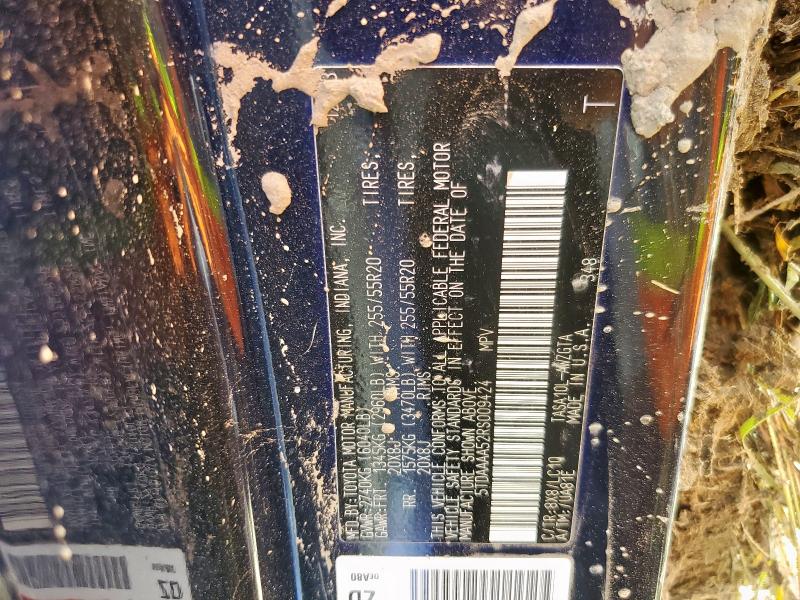 MFD BY: TOYOTA MOTOR MANUFACTURING, INDIANA, INC.
GVWR: 2740KG (6040LB)
GAWR:FRT 1345KG (2960LB) WITH 255/55R20 TIRES,
20X8J RIMS,
RR 1575KG (3470LB) WITH 255/55R20 TIRES,
20X8J RIMS
THIS VEHICLE CONFORMS TO ALL APPLICABLE FEDERAL MOTOR
VEHICLE SAFETY STANDARDS IN EFFECT ON THE DATE OF
MANUFACTURE SHOWN ABOVE.
5TDAAAA52RS009424 MPV
C/TR: 8X8/LC10
TASH20L-AWZGTA 348
MADE IN U.S.A.
T